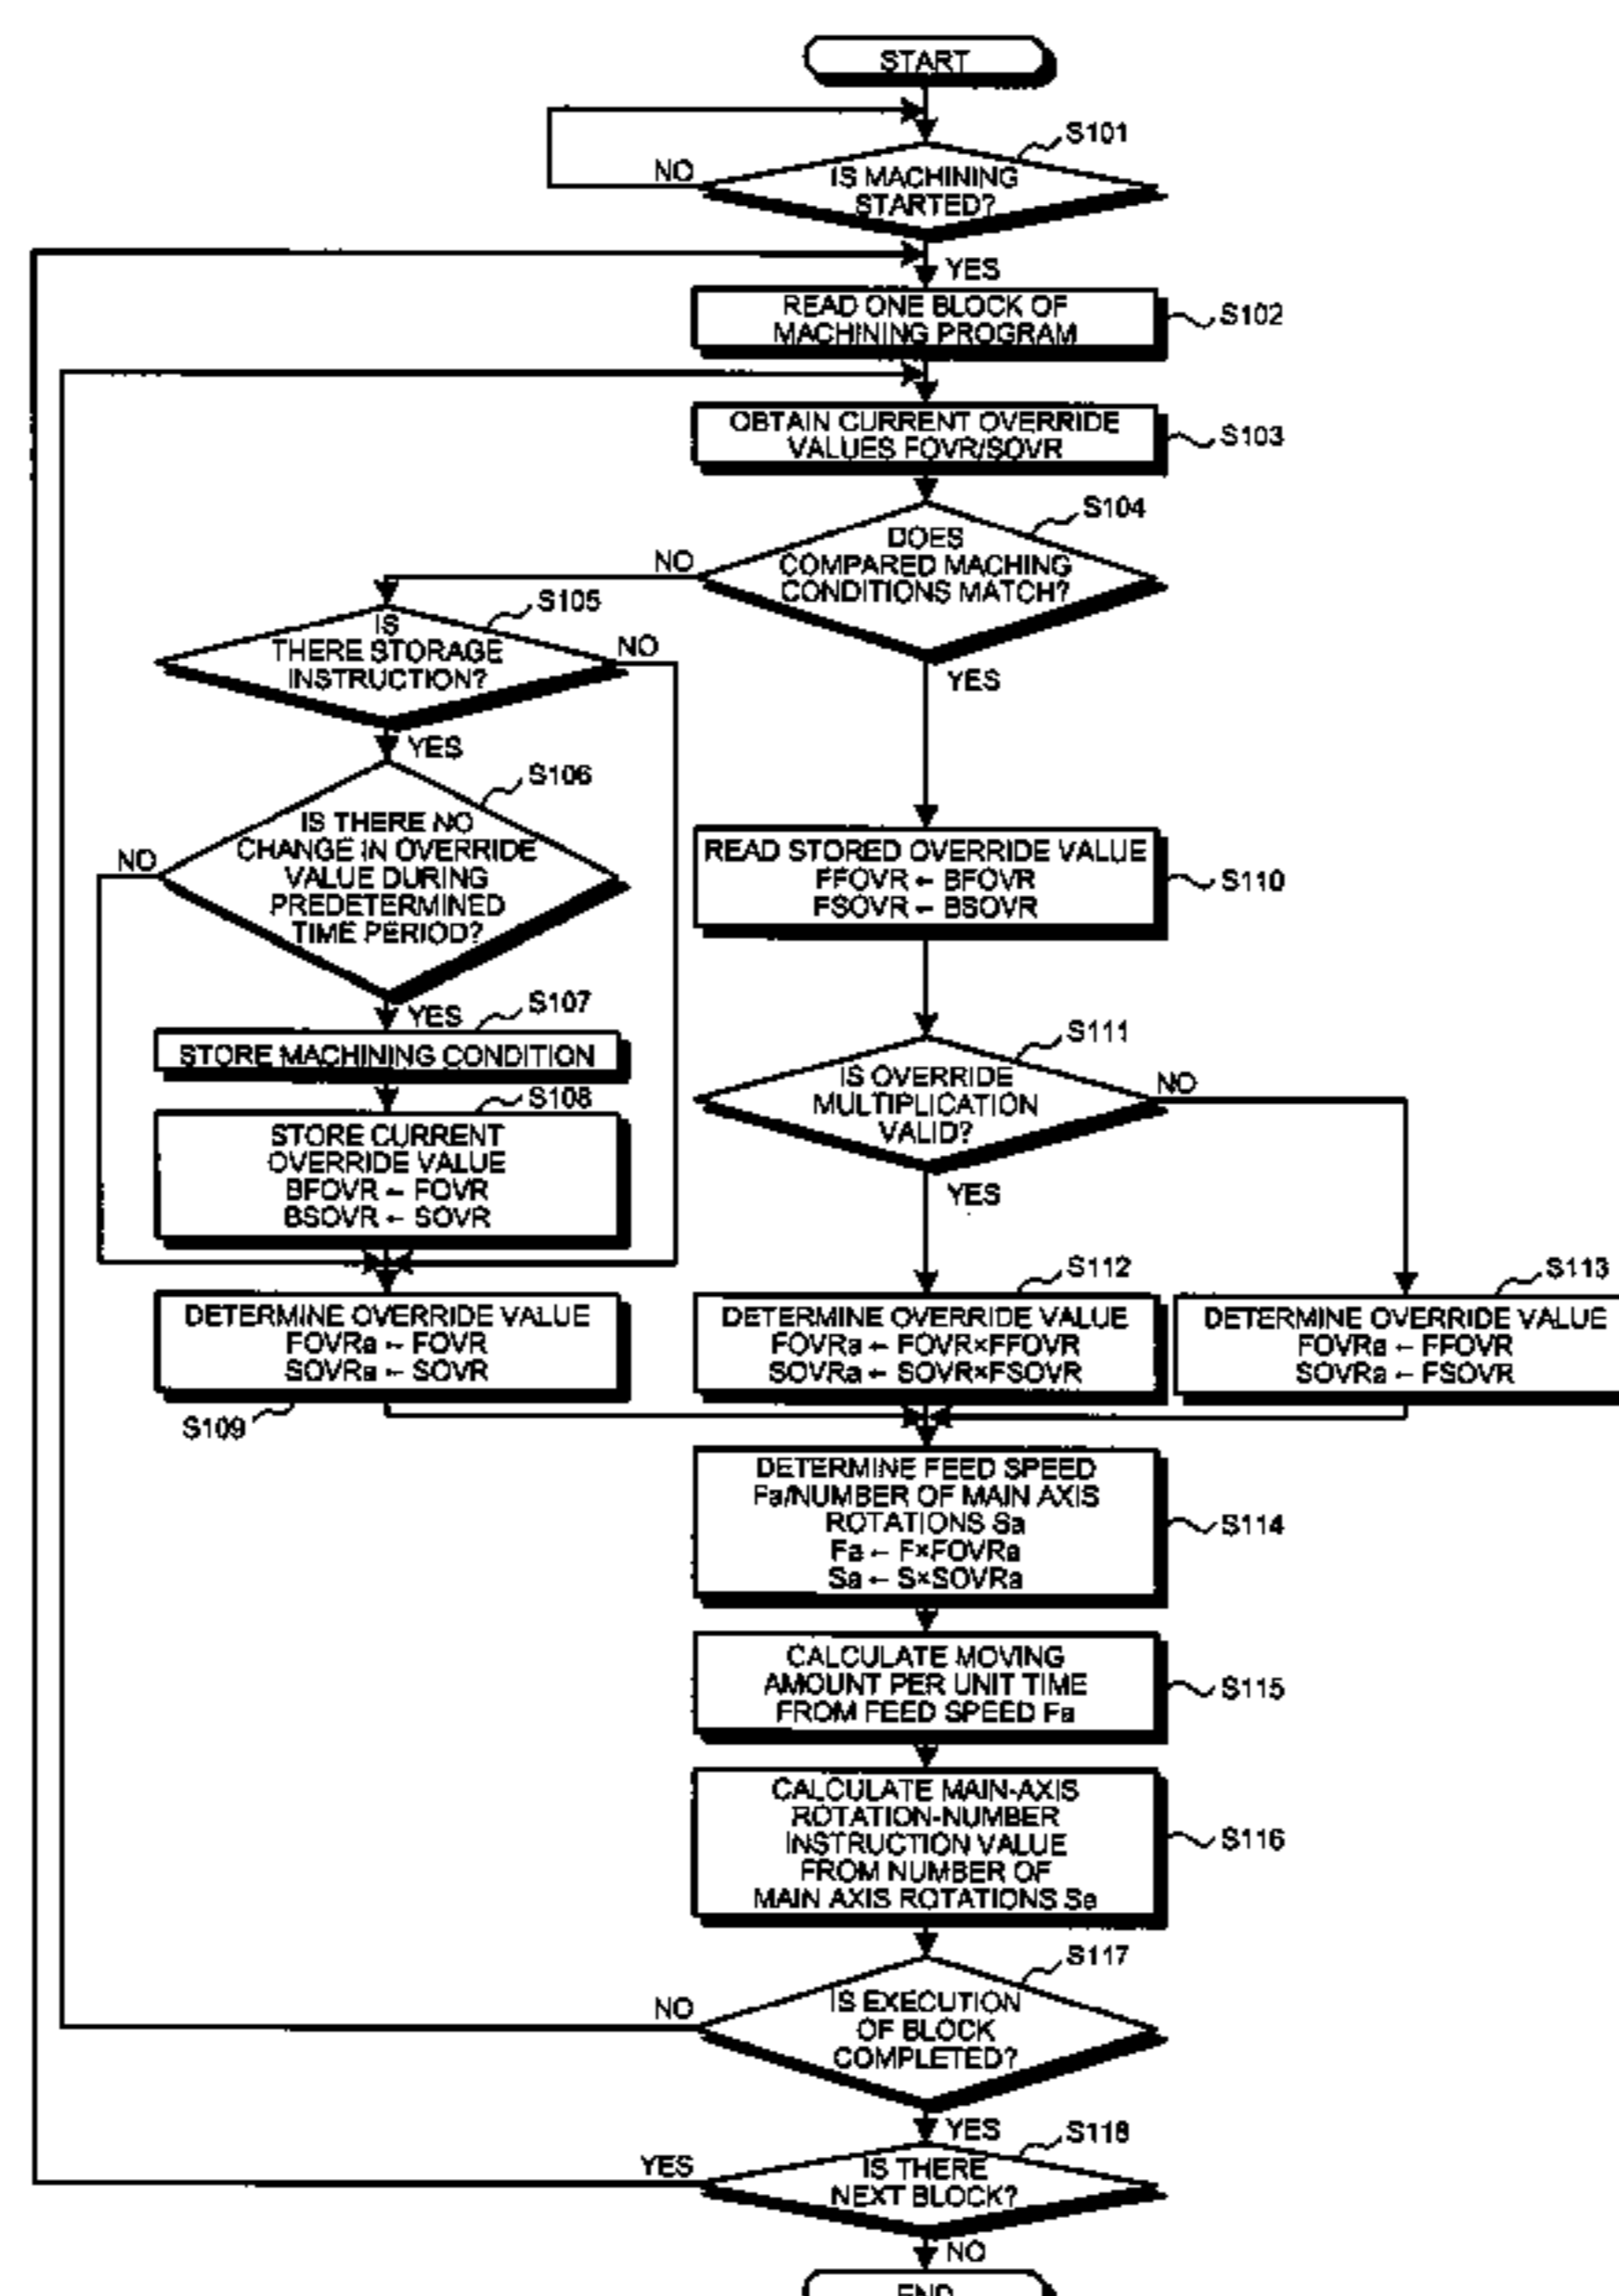 START
S101
NO
IS MACHINING
STARTED?
YES
READ ONE BLOCK OF
MACHINING PROGRAM
S102
OBTAIN CURRENT OVERRIDE
VALUES FOVR/SOVR
S103
S104
NO
DOES
COMPARED MACHING
CONDITIONS MATCH?
YES
S105
IS
THERE STORAGE
INSTRUCTION?
NO
YES
S106
IS THERE NO
CHANGE IN OVERRIDE
VALUE DURING
PREDETERMINED
TIME PERIOD?
NO
YES
S107
STORE MACHINING CONDITION
S108
STORE CURRENT
OVERRIDE VALUE
BFOVR ← FOVR
BSOVR ← SOVR
DETERMINE OVERRIDE VALUE
FOVRa ← FOVR
SOVRa ← SOVR
S109
READ STORED OVERRIDE VALUE
FFOVR ← BFOVR
FSOVR ← BSOVR
S110
S111
IS OVERRIDE
MULTIPLICATION
VALID?
NO
YES
S112
DETERMINE OVERRIDE VALUE
FOVRa ← FOVR×FFOVR
SOVRa ← SOVR×FSOVR
S113
DETERMINE OVERRIDE VALUE
FOVRa ← FFOVR
SOVRa ← FSOVR
DETERMINE FEED SPEED
Fa/NUMBER OF MAIN AXIS
ROTATIONS Sa
Fa ← F×FOVRa
Sa ← S×SOVRa
S114
CALCULATE MOVING
AMOUNT PER UNIT TIME
FROM FEED SPEED Fa
S115
CALCULATE MAIN-AXIS
ROTATION-NUMBER
INSTRUCTION VALUE
FROM NUMBER OF
MAIN AXIS ROTATIONS Sa
S116
S117
NO
IS EXECUTION
OF BLOCK
COMPLETED?
YES
S118
YES
IS THERE
NEXT BLOCK?
NO
END